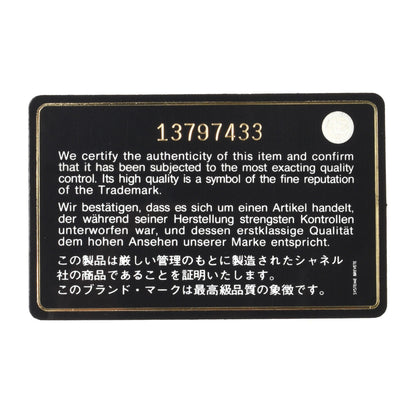 13797433
We certify the authenticity of this item and confirm
that it has been subjected to the most exacting quality
control. Its high quality is a symbol of the fine reputation
of the Trademark.
Wir bestätigen, dass es sich um einen Artikel handelt,
der während seiner Herstellung strengsten Kontrollen
unterworfen war, und dessen erstklassige Qualität
dem hohen Ansehen unserer Marke entspricht.
この製品は厳しい管理のもとに製造されたシャネル
社の商品であることを証明いたします。
このブランド・マークは最高級品質の象徴です。